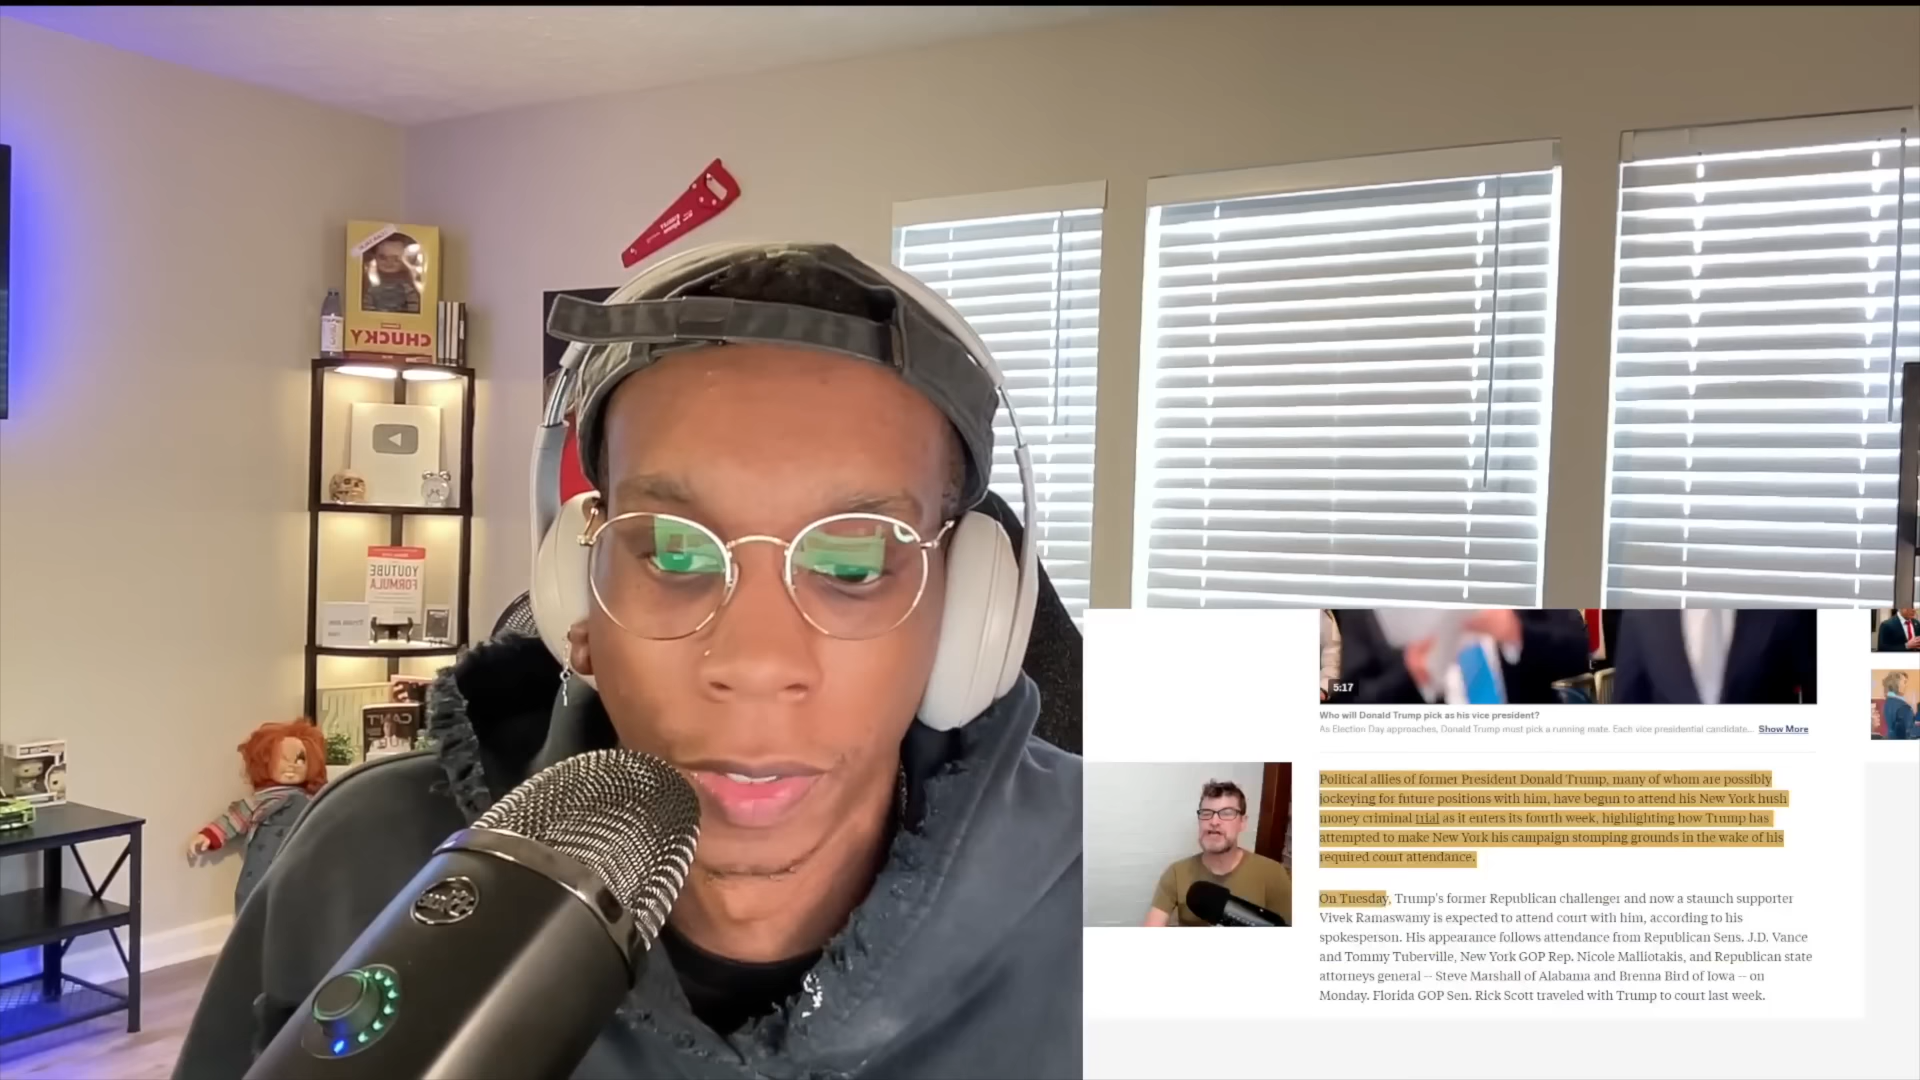 CHUCKY
YOUTUBE
FORMULA
CAN'T
5:17
Who will Donald Trump pick as his vice president?
As Election Day approaches, Donald Trump must pick a running mate. Each vice presidential candidate... Show More
Political allies of former President Donald Trump, many of whom are possibly
jockeying for future positions with him, have begun to attend his New York hush
money criminal trial as it enters its fourth week, highlighting how Trump has
attempted to make New York his campaign stomping grounds in the wake of his
required court attendance.
On Tuesday, Trump's former Republican challenger and now a staunch supporter
Vivek Ramaswamy is expected to attend court with him, according to his
spokesperson. His appearance follows attendance from Republican Sens. J.D. Vance
and Tommy Tuberville, New York GOP Rep. Nicole Malliotakis, and Republican state
attorneys general -- Steve Marshall of Alabama and Brenna Bird of Iowa -- on
Monday. Florida GOP Sen. Rick Scott traveled with Trump to court last week.